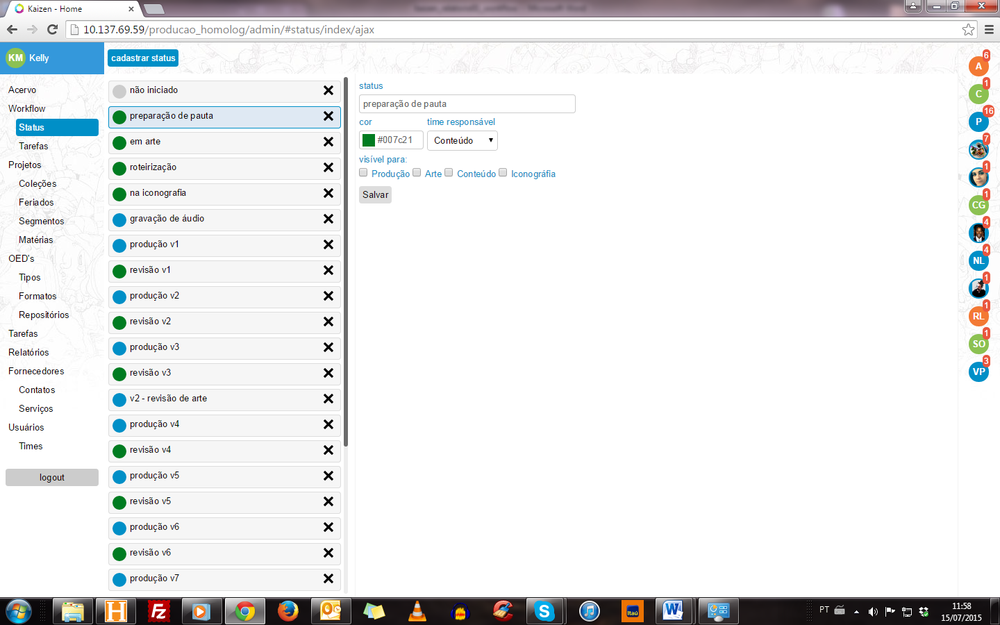 Kaizen - Home
10.137.69.59/producao_homolog/admin/#status/index/ajax
KM Kelly
cadastrar status
Acervo
Workflow
Status
Tarefas
Projetos
Coleções
Feriados
Segmentos
Matérias
OED's
Tipos
Formatos
Repositórios
Tarefas
Relatórios
Fornecedores
Contatos
Serviços
Usuários
Times
logout
não iniciado
preparação de pauta
em arte
roteirização
na iconografia
gravação de áudio
produção v1
revisão v1
produção v2
revisão v2
produção v3
revisão v3
v2 - revisão de arte
produção v4
revisão v4
produção v5
revisão v5
produção v6
revisão v6
produção v7
status
preparação de pauta
cor time responsável
#007c21 Conteúdo
visível para:
Produção Arte Conteúdo Iconográfia
Salvar
A 6
C 1
P 16
7
1
CG 1
4
NL 4
1
RL 1
SO 1
VP 3
Itaú
PT
11:58
15/07/2015